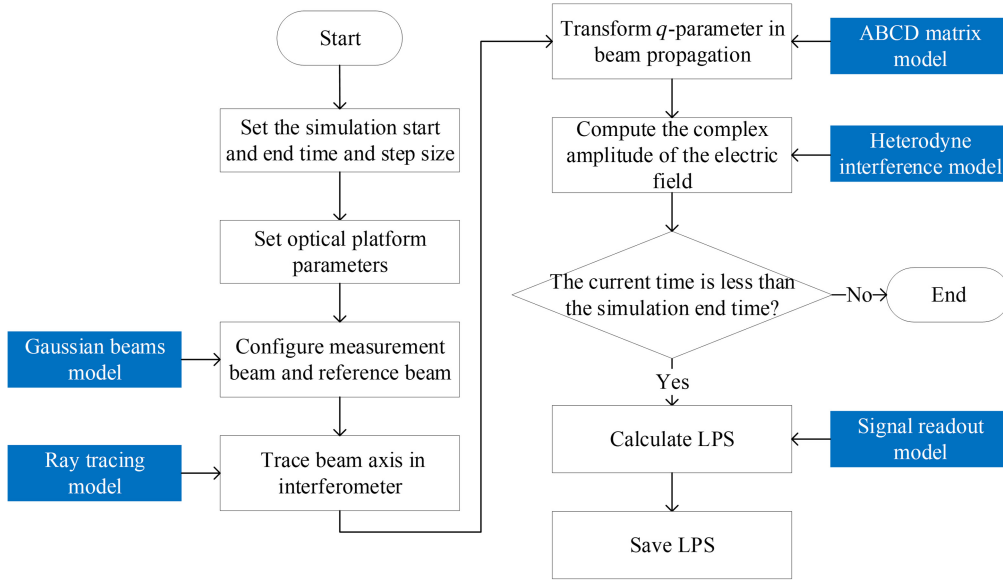 Start
Set the simulation start
and end time and step size
Set optical platform
parameters
Gaussian beams
model
Configure measurement
beam and reference beam
Ray tracing
model
Trace beam axis in
interferometer
Transform q-parameter in
beam propagation
ABCD matrix
model
Compute the complex
amplitude of the electric
field
Heterodyne
interference model
The current time is less than
the simulation end time?
No
End
Yes
Calculate LPS
Signal readout
model
Save LPS